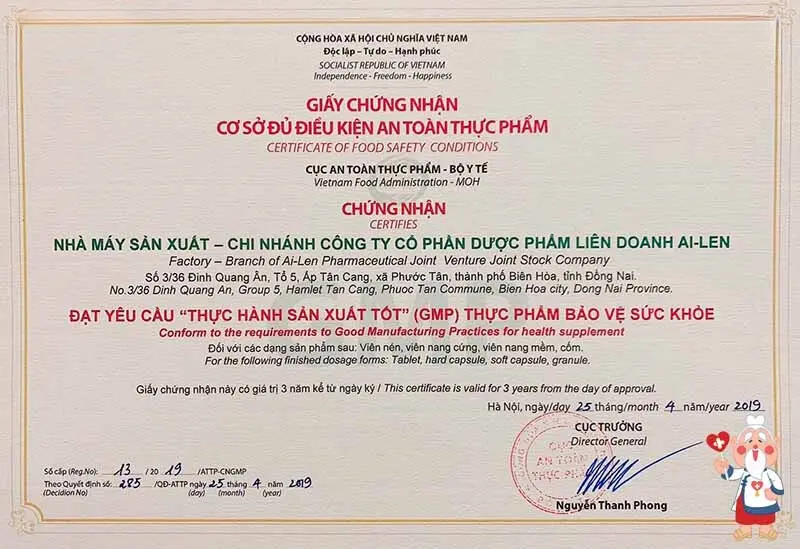 CỘNG HÒA XÃ HỘI CHỦ NGHĨA VIỆT NAM
Độc lập – Tự do – Hạnh phúc
SOCIALIST REPUBLIC OF VIETNAM
Independence - Freedom - Happiness
GIẤY CHỨNG NHẬN
CƠ SỞ ĐỦ ĐIỀU KIỆN AN TOÀN THỰC PHẨM
CERTIFICATE OF FOOD SAFETY CONDITIONS
CỤC AN TOÀN THỰC PHẨM - BỘ Y TẾ
Vietnam Food Administration - MOH
CHỨNG NHẬN
CERTIFIES
NHÀ MÁY SẢN XUẤT – CHI NHÁNH CÔNG TY CỔ PHẦN DƯỢC PHẨM LIÊN DOANH AI-LEN
Factory – Branch of Ai-Len Pharmaceutical Joint Venture Joint Stock Company
Số 3/36 Đinh Quang Ân, Tổ 5, Ấp Tân Cang, xã Phước Tân, thành phố Biên Hòa, tỉnh Đồng Nai.
No.3/36 Dinh Quang An, Group 5, Hamlet Tan Cang, Phuoc Tan Commune, Bien Hoa city, Dong Nai Province.
GMP
ĐẠT YÊU CẦU “THỰC HÀNH SẢN XUẤT TỐT” (GMP) THỰC PHẨM BẢO VỆ SỨC KHỎE
Conform to the requirements to Good Manufacturing Practices for health supplement
Đối với các dạng sản phẩm sau: Viên nén, viên nang cứng, viên nang mềm, cốm.
For the following finished dosage forms: Tablet, hard capsule, soft capsule, granule.
Giấy chứng nhận này có giá trị 3 năm kể từ ngày ký / This certificate is valid for 3 years from the day of approval.
Hà Nội, ngày/day 25 tháng/month 4 năm/year 2019
CỤC TRƯỞNG
Director General
CỤC
AN TOÀN
THỰC PHẨM
Nguyễn Thanh Phong
Số cấp (Reg.No): 13 / 20 19 /ATTP-CNGMP
Theo Quyết định số: 285 /QĐ-ATTP ngày 25 tháng 4 năm 2019
(Decidion No) (day) (month) (year)